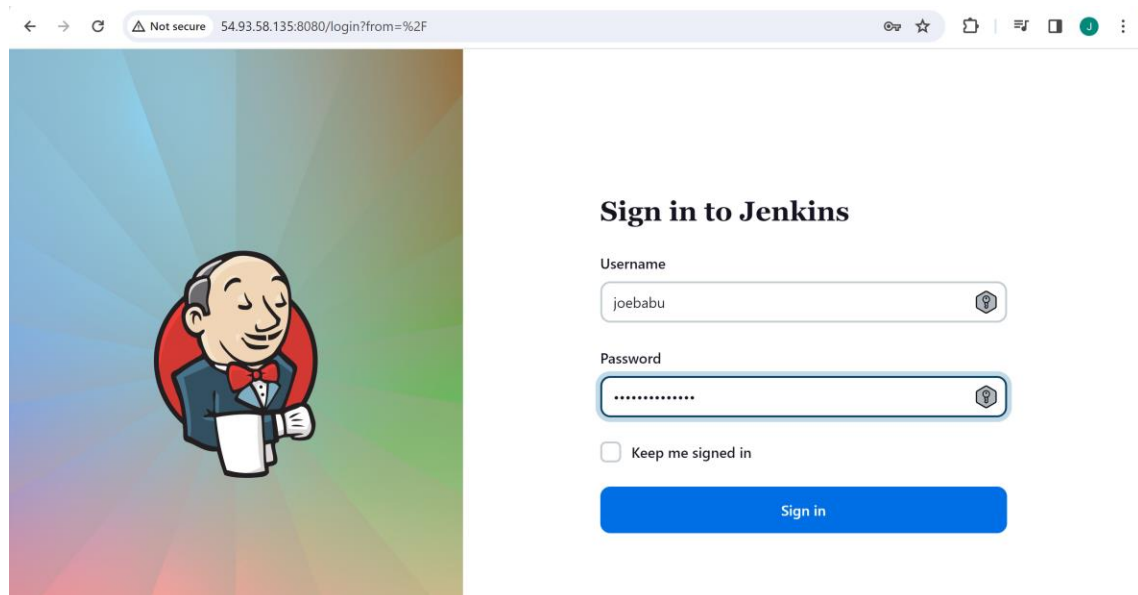 Not secure 54.93.58.135:8080/login?from=%2F
J
Sign in to Jenkins
Username
joebabu
Password
••••••••••••••
Keep me signed in
Sign in